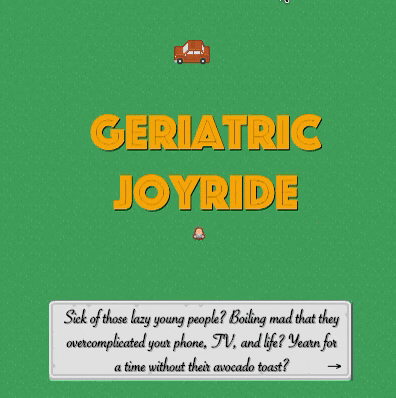 GERIATRIC
JOYRIDE
Sick of those lazy young people? Boiling mad that they
overcomplicated your phone, TV, and life? Yearn for
a time without their avocado toast? →